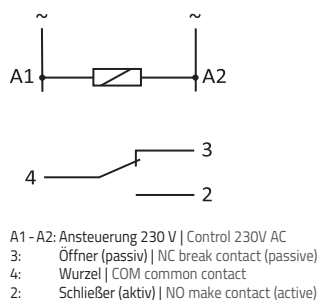 ~ ~
A1 A2
3
4
2
A1 - A2: Ansteuerung 230 V | Control 230V AC
3: Öffner (passiv) | NC break contact (passive)
4: Wurzel | COM common contact
2: Schließer (aktiv) | NO make contact (active)